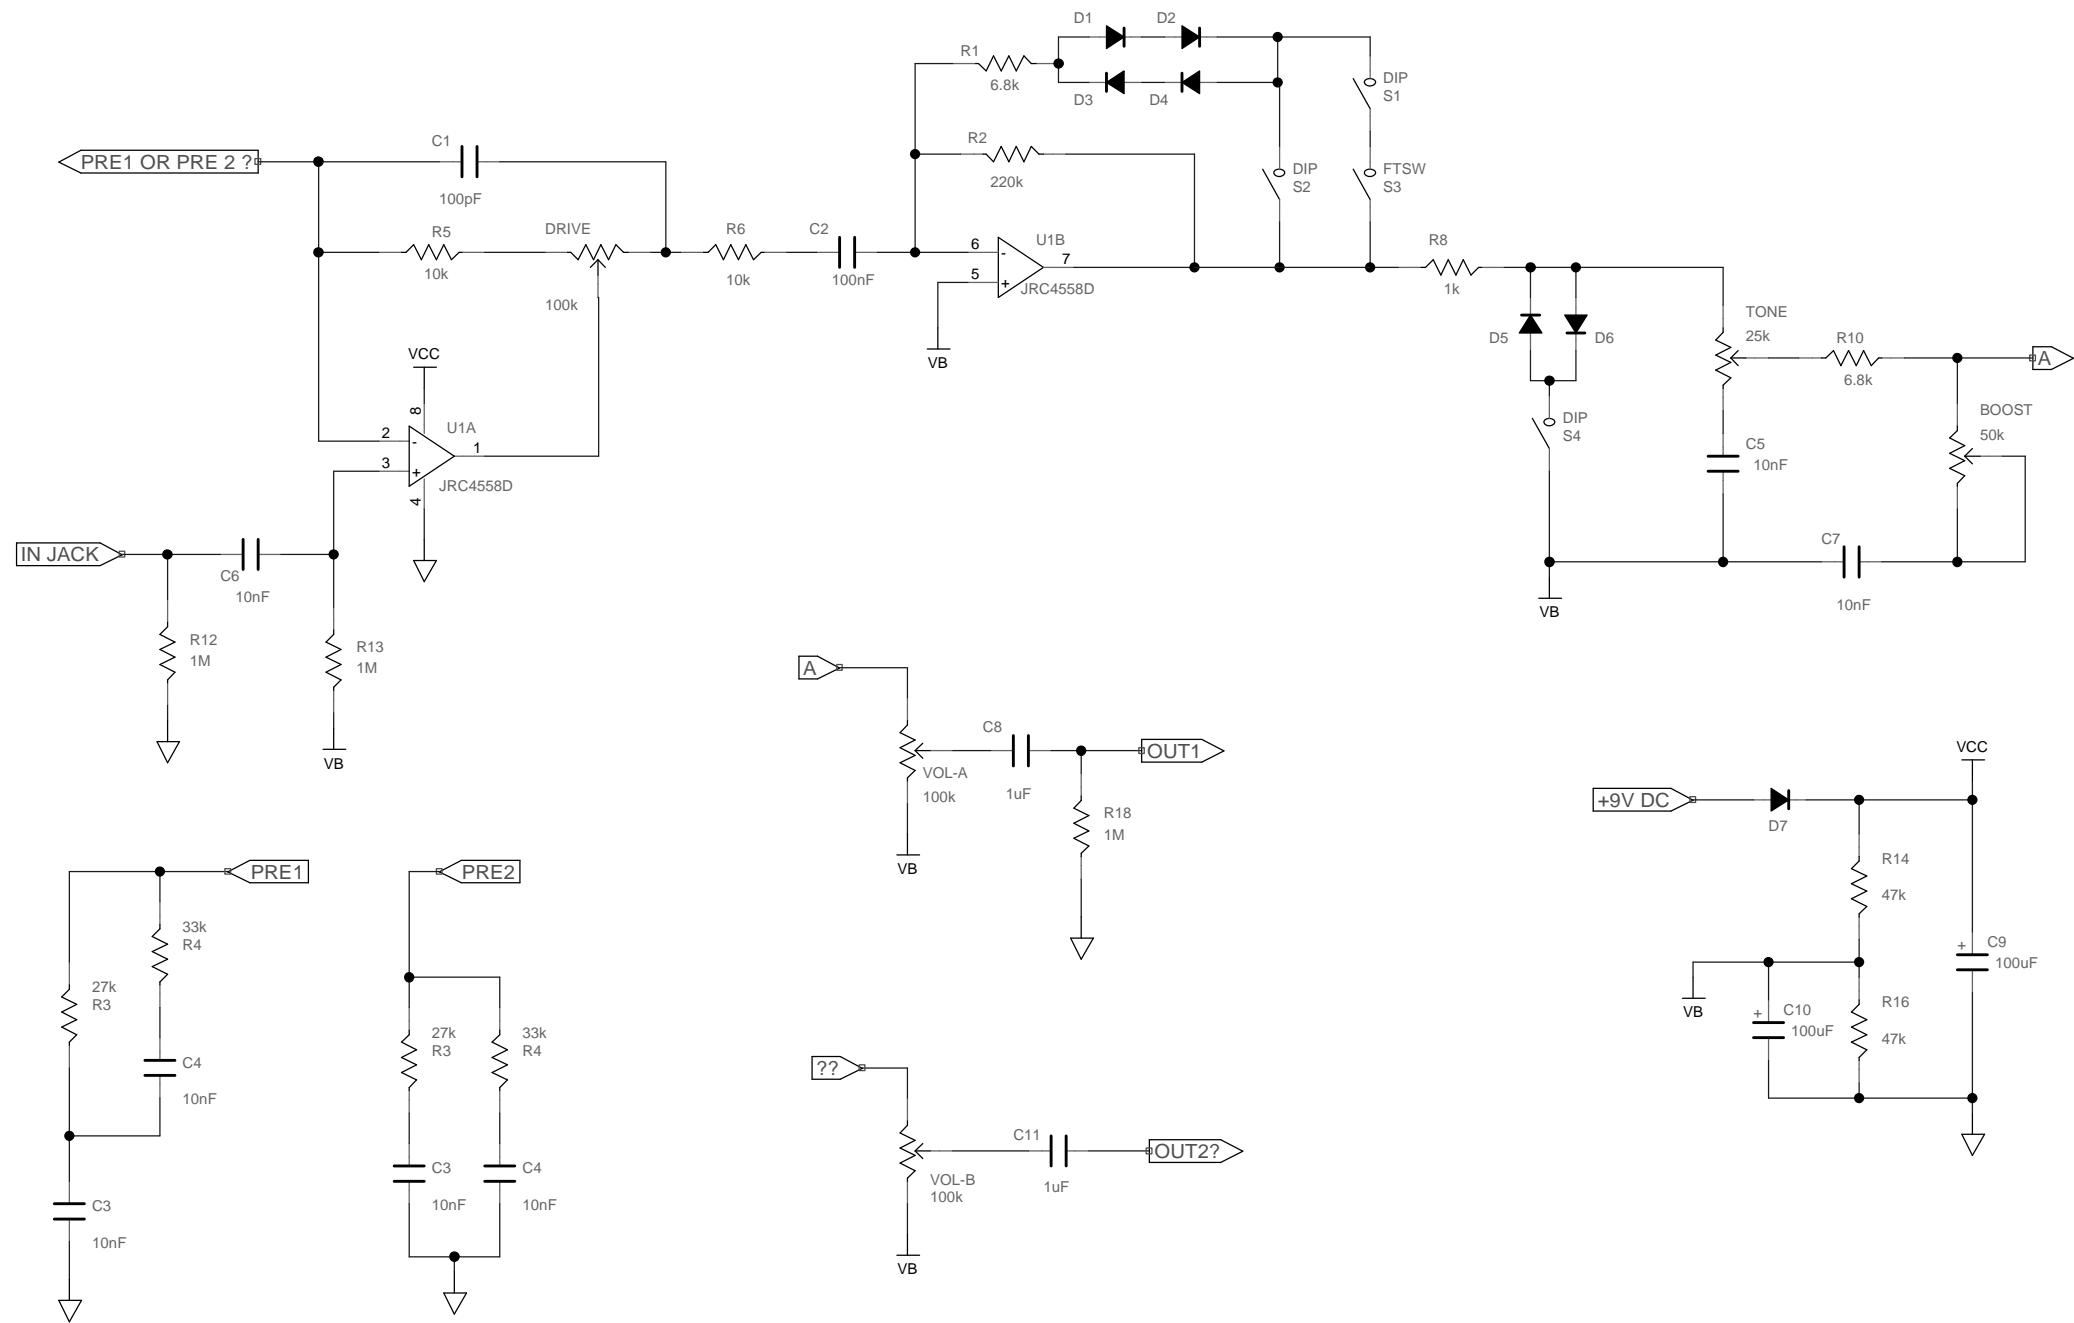 D1
D2
R1
6.8k
D3
D4
DIP
S1
PRE1 OR PRE 2 ?
C1
100pF
R2
220k
DIP
S2
FTSW
S3
R5
10k
DRIVE
100k
R6
10k
C2
100nF
6
5
-
+
U1B
7
JRC4558D
VB
R8
1k
D5
D6
DIP
S4
TONE
25k
R10
6.8k
A
BOOST
50k
C5
10nF
C7
10nF
VB
VCC
8
2
3
-
+
U1A
1
JRC4558D
4
IN JACK
C6
10nF
R12
1M
R13
1M
VB
A
VOL-A
100k
C8
1uF
OUT1
R18
1M
VB
VCC
+9V DC
D7
R14
47k
+
C9
100uF
VB
+
C10
100uF
R16
47k
PRE1
33k
R4
27k
R3
C4
10nF
C3
10nF
PRE2
27k
R3
33k
R4
C3
10nF
C4
10nF
??
VOL-B
100k
C11
1uF
OUT2?
VB